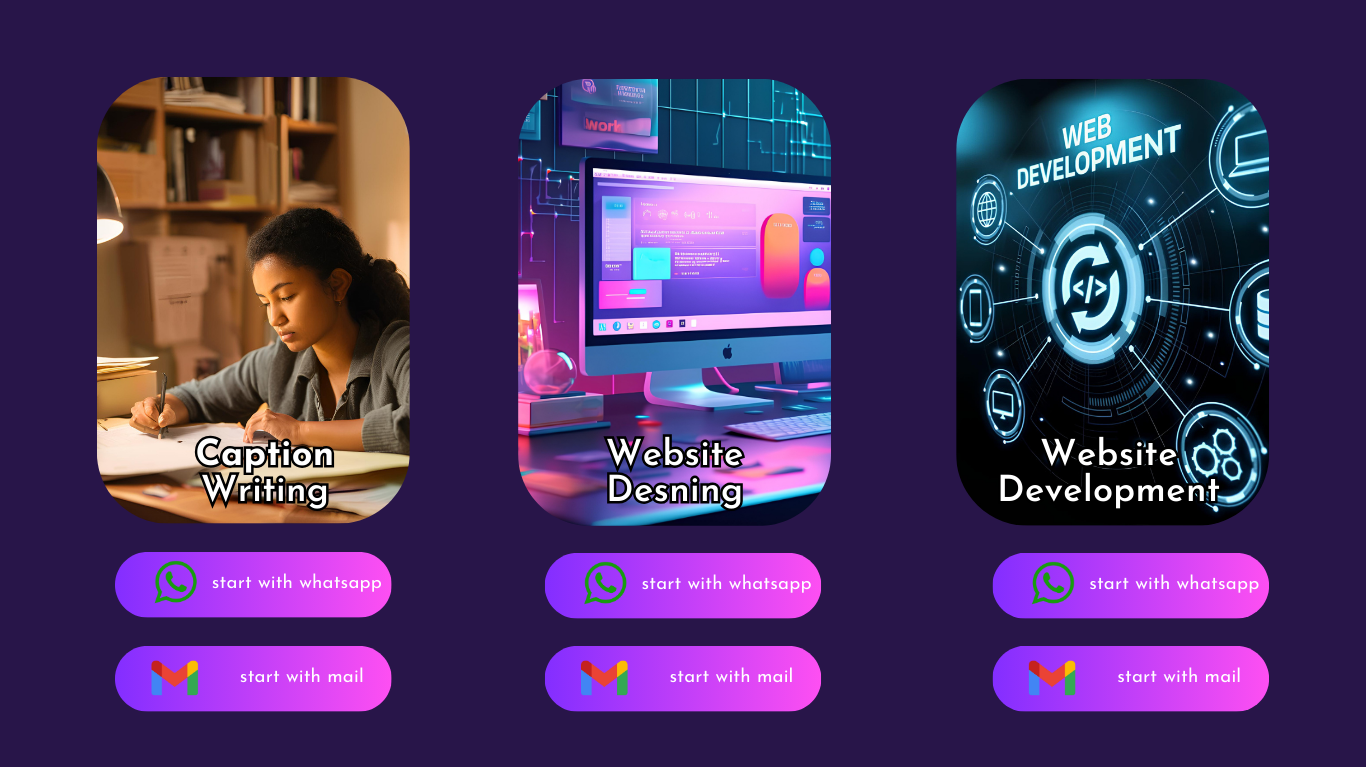 work
WEB
DEVELOPMENT
</>
Caption
Writing
Website
Desning
Website
Development
start with whatsapp
start with whatsapp
start with whatsapp
start with mail
start with mail
start with mail